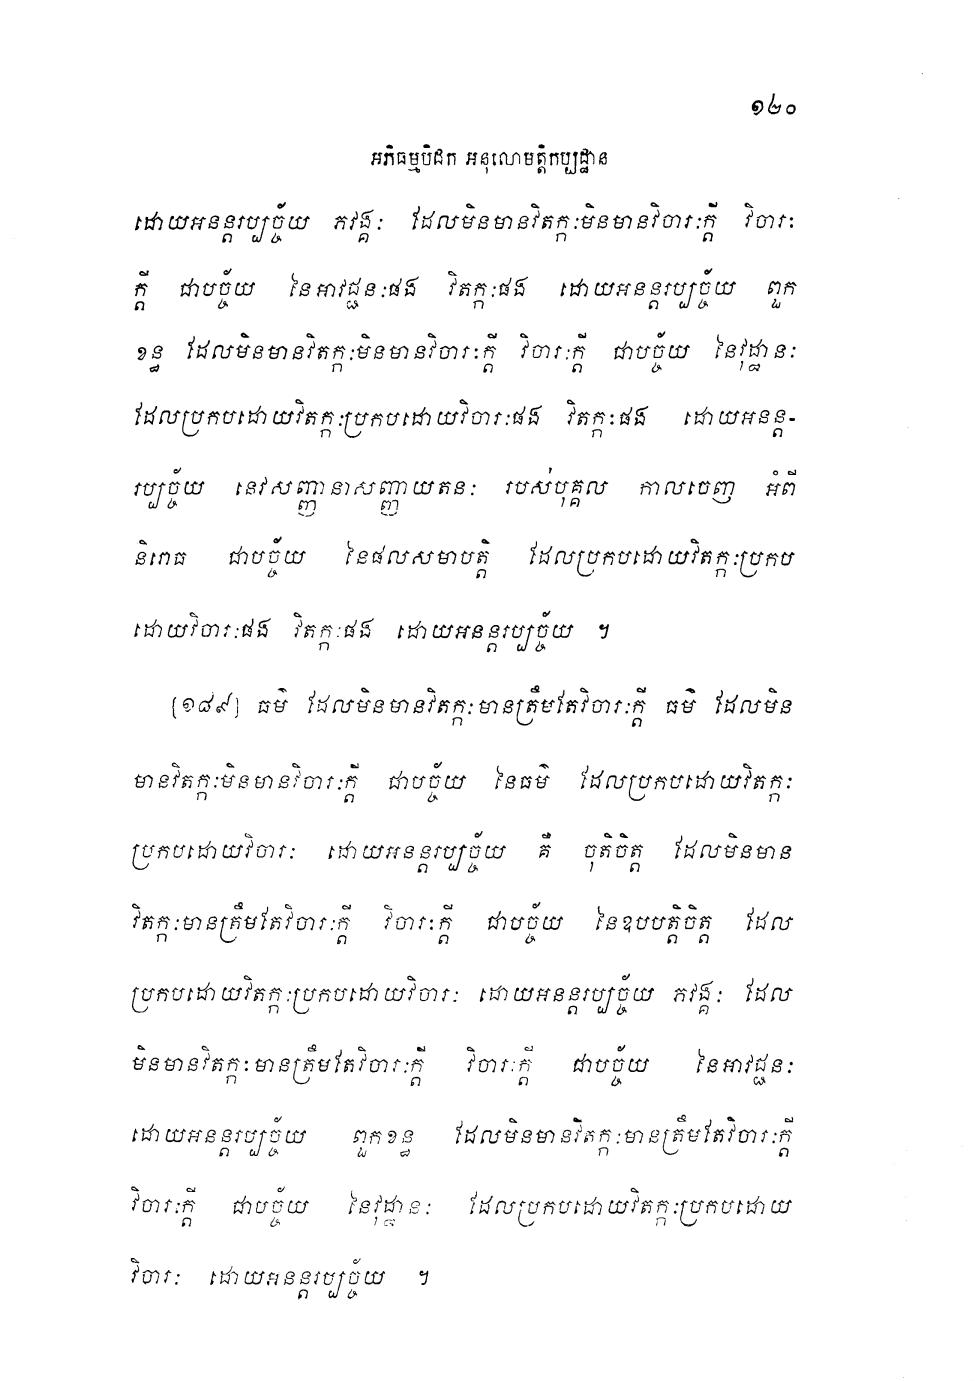 ១២០
អភិធម្មបិដក អនុលោមត្តិកប្បដ្ឋាន
ដោយអនន្តរប្បច្ច័យ ភវង្គៈ ដែលមិនមានវិតក្កៈមិនមានវិចារៈក្តី វិចារៈ
ក្តី ជាបច្ច័យ នៃអាវជ្ជនៈផង វិតក្កៈផង ដោយអនន្តរប្បច្ច័យ ពួក
ខន្ធ ដែលមិនមានវិតក្កៈមិនមានវិចារៈក្តី វិចារៈក្តី ជាបច្ច័យ នៃវុដ្ឋានៈ
ដែលប្រកបដោយវិតក្កៈប្រកបដោយវិចារៈផង វិតក្កៈផង ដោយអនន្ត-
រប្បច្ច័យ នេវសញ្ញានាសញ្ញាយតនៈ របស់បុគ្គល កាលចេញ អំពី
និរោធ ជាបច្ច័យ នៃផលសមាបត្តិ ដែលប្រកបដោយវិតក្កៈប្រកប
ដោយវិចារៈផង វិតក្កៈផង ដោយអនន្តរប្បច្ច័យ ។
[១៨៩] ធម៌ ដែលមិនមានវិតក្កៈមានត្រឹមតែវិចារៈក្តី ធម៌ ដែលមិន
មានវិតក្កៈមិនមានវិចារៈក្តី ជាបច្ច័យ នៃធម៌ ដែលប្រកបដោយវិតក្កៈ
ប្រកបដោយវិចារៈ ដោយអនន្តរប្បច្ច័យ គឺ ចុតិចិត្ត ដែលមិនមាន
វិតក្កៈមានត្រឹមតែវិចារៈក្តី វិចារៈក្តី ជាបច្ច័យ នៃឧបបត្តិចិត្ត ដែល
ប្រកបដោយវិតក្កៈប្រកបដោយវិចារៈ ដោយអនន្តរប្បច្ច័យ ភវង្គៈ ដែល
មិនមានវិតក្កៈមានត្រឹមតែវិចារៈក្តី វិចារៈក្តី ជាបច្ច័យ នៃអាវជ្ជនៈ
ដោយអនន្តរប្បច្ច័យ ពួកខន្ធ ដែលមិនមានវិតក្កៈមានត្រឹមតែវិចារៈក្តី
វិចារៈក្តី ជាបច្ច័យ នៃវុដ្ឋានៈ ដែលប្រកបដោយវិតក្កៈប្រកបដោយ
វិចារៈ ដោយអនន្តរប្បច្ច័យ ។